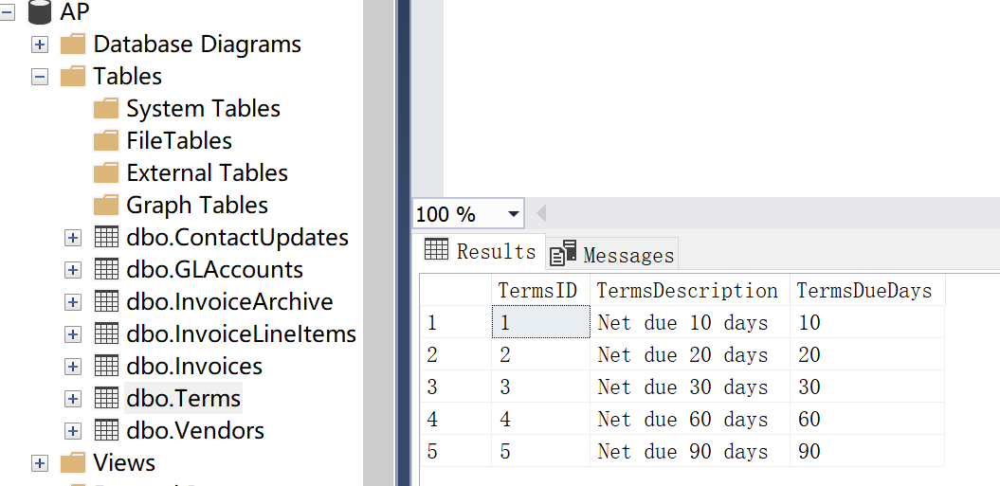 AP
Database Diagrams
Tables
System Tables
FileTables
External Tables
Graph Tables
dbo.ContactUpdates
dbo.GLAccounts
dbo.InvoiceArchive
dbo.InvoiceLineItems
dbo.Invoices
dbo.Terms
dbo.Vendors
Views
100 %
Results Messages
TermsID TermsDescription TermsDueDays
1 1 Net due 10 days 10
2 2 Net due 20 days 20
3 3 Net due 30 days 30
4 4 Net due 60 days 60
5 5 Net due 90 days 90